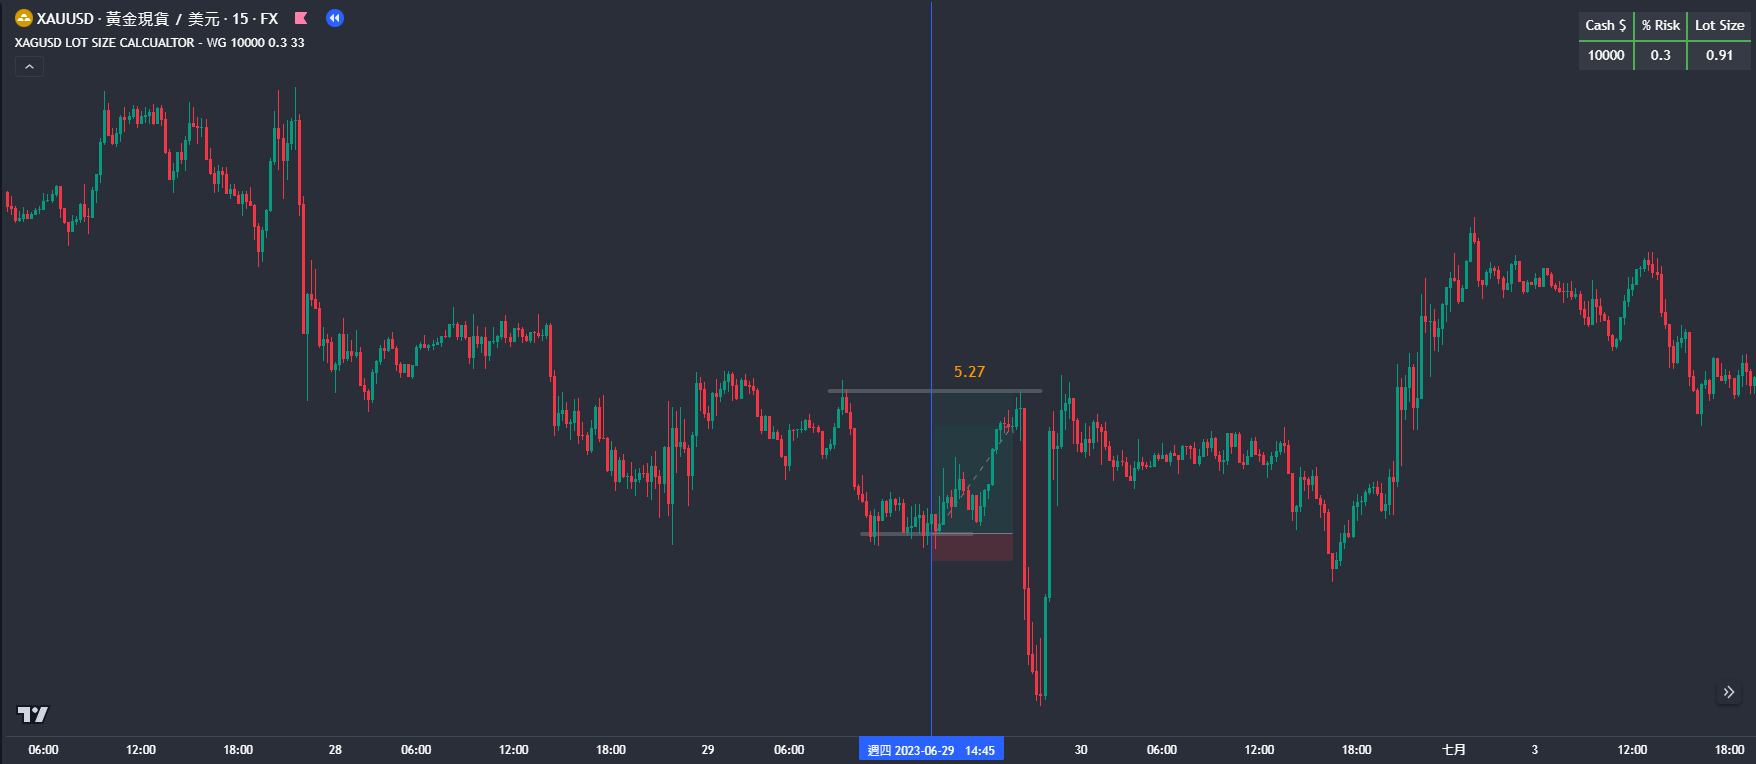 XAUUSD · 黃金現貨 / 美元 · 15 · FX
XAGUSD LOT SIZE CALCUALTOR - WG 10000 0.3 33
Cash $ % Risk Lot Size
10000 0.3 0.91
5.27
06:00 12:00 18:00 28 06:00 12:00 18:00 29 06:00 週四 2023-06-29 14:45 30 06:00 12:00 18:00 七月 3 12:00 18:00